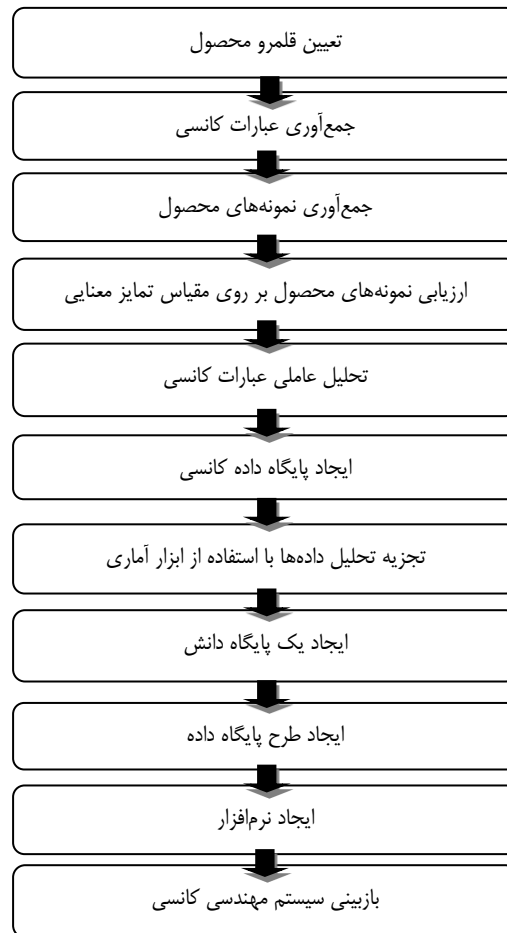 تعیین قلمرو محصول
جمع‌آوری عبارات کانسی
جمع‌آوری نمونه‌های محصول
ارزیابی نمونه‌های محصول بر روی مقیاس تمایز معنایی
تحلیل عاملی عبارات کانسی
ایجاد پایگاه داده کانسی
تجزیه تحلیل داده‌ها با استفاده از ابزار آماری
ایجاد یک پایگاه دانش
ایجاد طرح پایگاه داده
ایجاد نرم‌افزار
بازبینی سیستم مهندسی کانسی